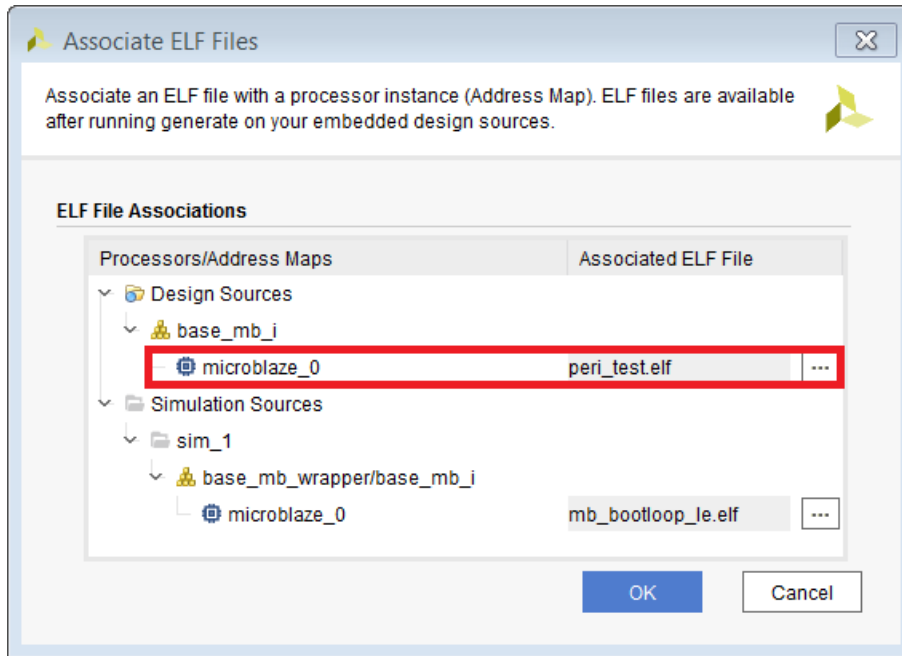 Associate ELF Files
Associate an ELF file with a processor instance (Address Map). ELF files are available
after running generate on your embedded design sources.
ELF File Associations
Processors/Address Maps Associated ELF File
Design Sources
base_mb_i
microblaze_0 peri_test.elf ...
Simulation Sources
sim_1
base_mb_wrapper/base_mb_i
microblaze_0 mb_bootloop_le.elf ...
OK Cancel